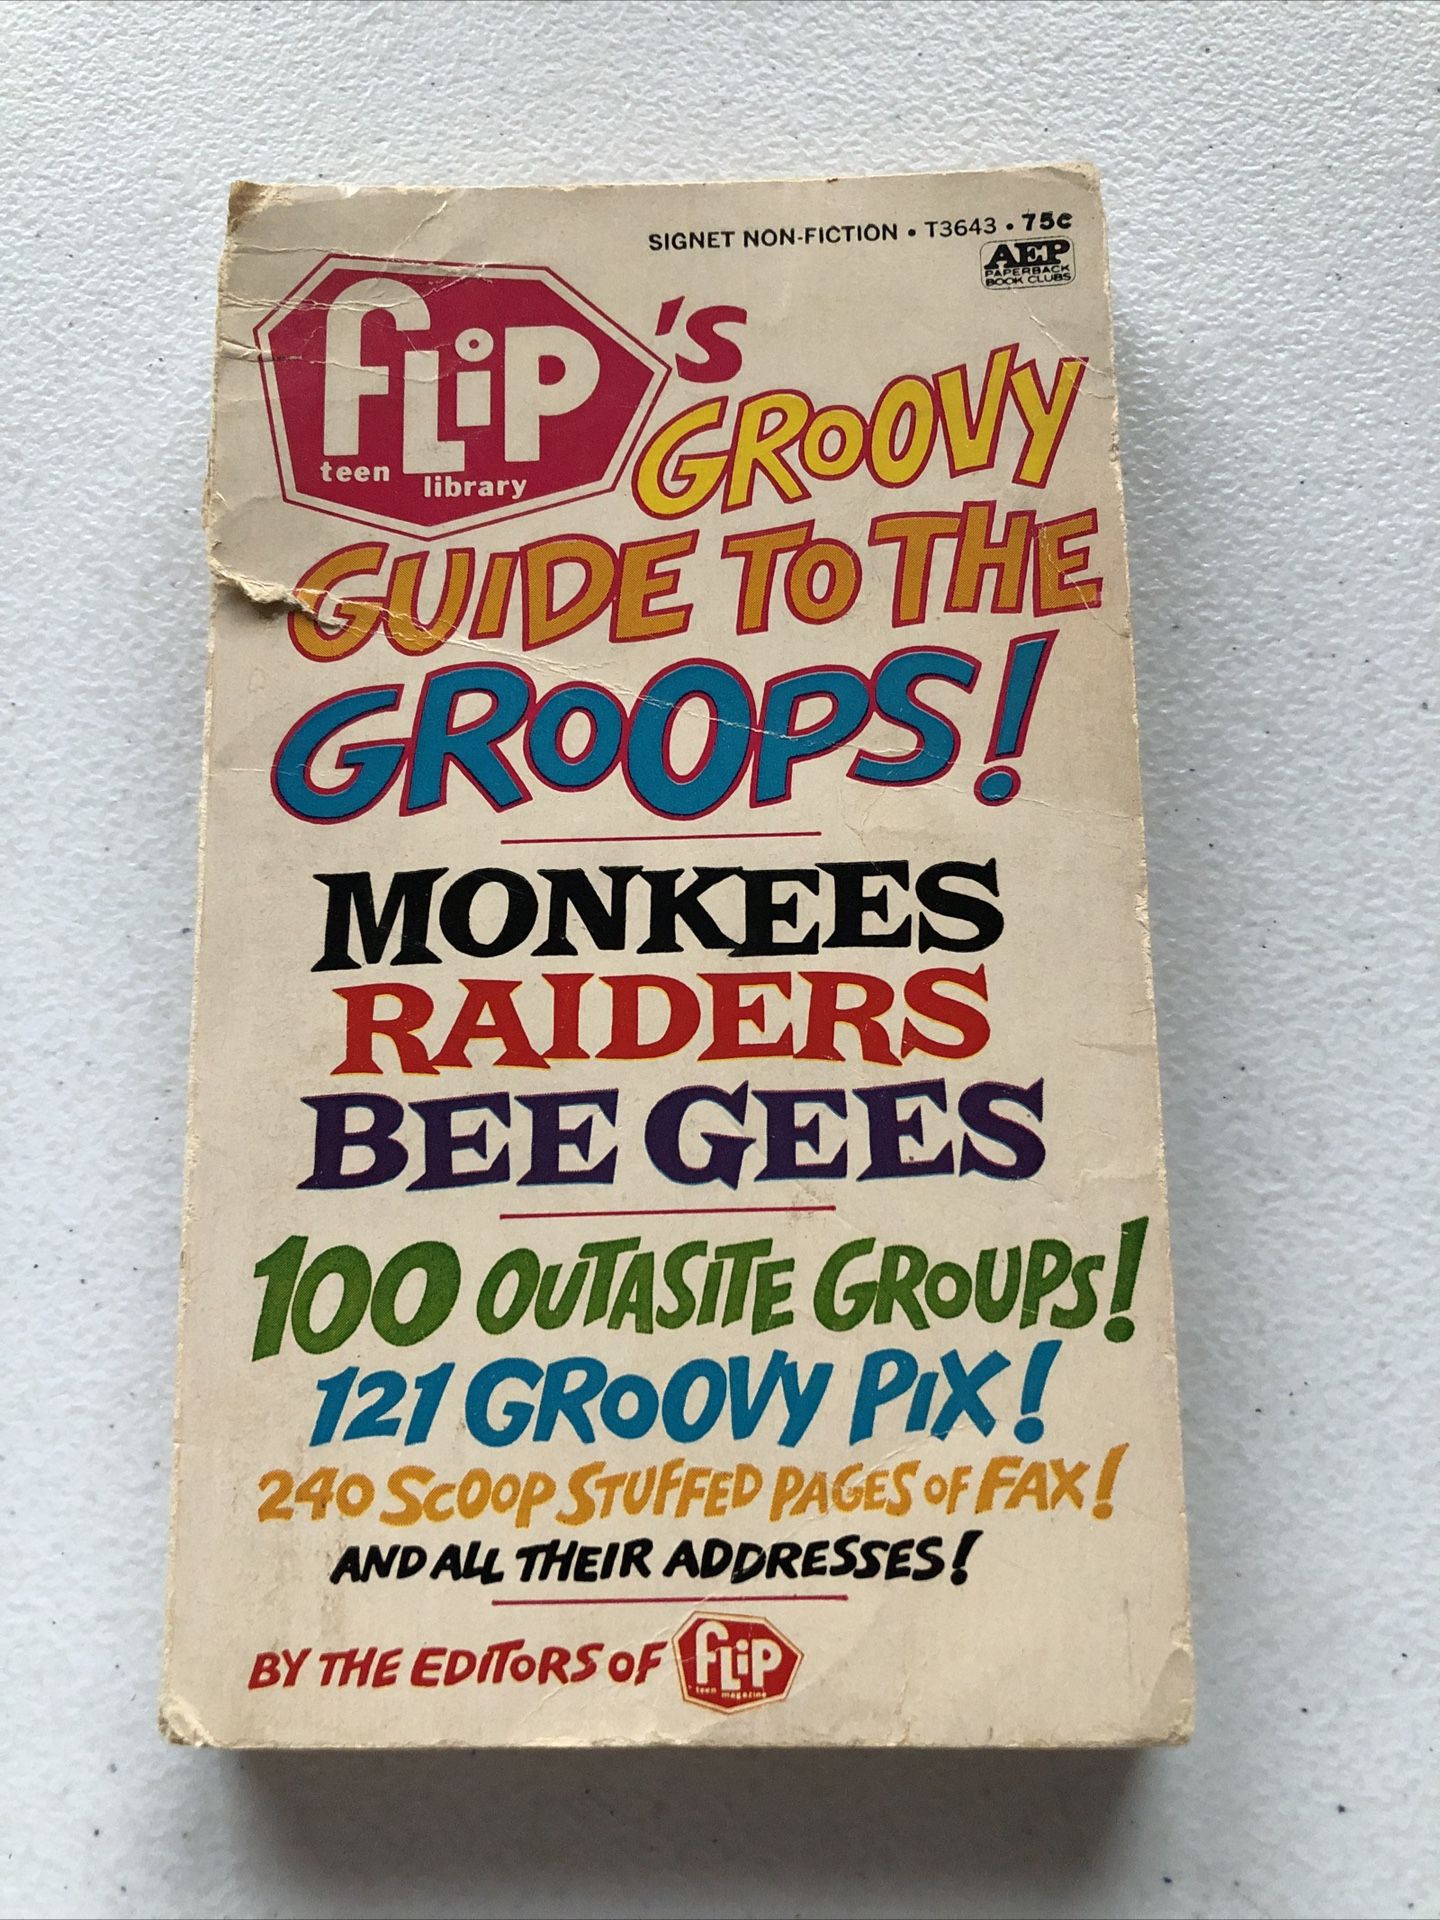 SIGNET NON-FICTION • T3643 • 75¢
AEP
PAPERBACK
BOOK CLUBS
fLiP's
teen library
GROOVY
GUIDE TO THE
GROOPS!
MONKEES
RAIDERS
BEE GEES
100 OUTASITE GROUPS!
121 GROOVY PIX!
240 SCOOP STUFFED PAGES OF FAX!
AND ALL THEIR ADDRESSES!
BY THE EDITORS OF fLiP
teen magazine